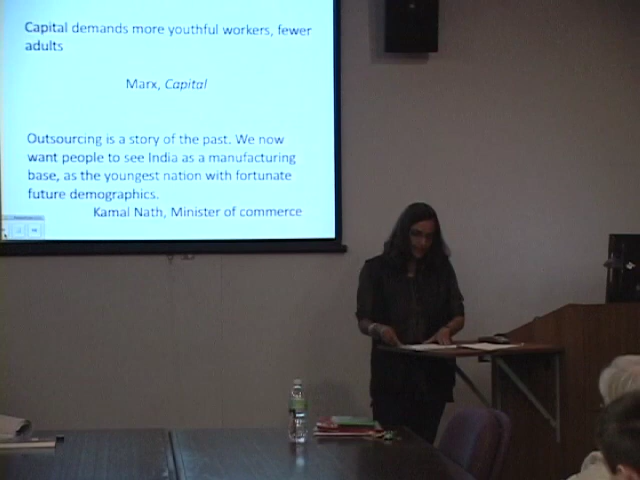 Capital demands more youthful workers, fewer
adults
Marx, Capital
Outsourcing is a story of the past. We now
want people to see India as a manufacturing
base, as the youngest nation with fortunate
future demographics.
Kamal Nath, Minister of commerce